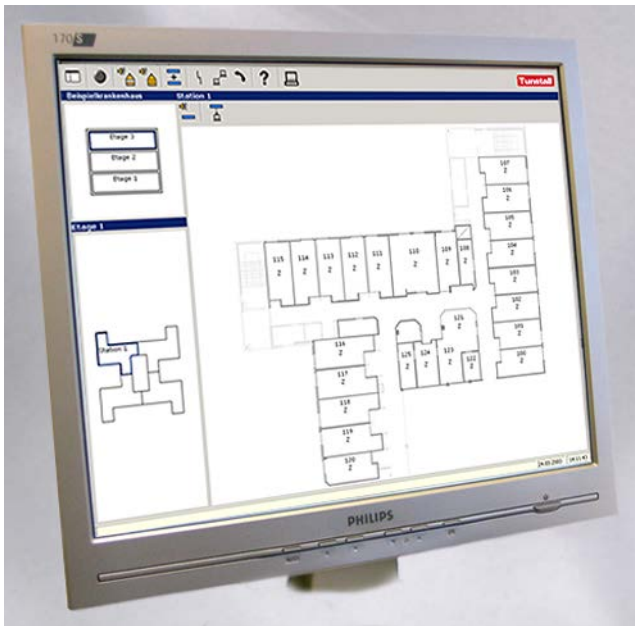 170 S
?
Tunstall
Beispielkrankenhaus Station 1
Etage 3
Etage 2
Etage 1
Etage 1
Station 1
107
Z
106
Z
105
Z
104
Z
103
Z
102
Z
101
Z
100
Z
115
Z
114
Z
113
Z
112
Z
111
Z
110
Z
109
Z
108
Z
116
Z
117
Z
118
Z
119
Z
120
Z
125
Z
124
Z
123
Z
121
Z
122
Z
PHILIPS